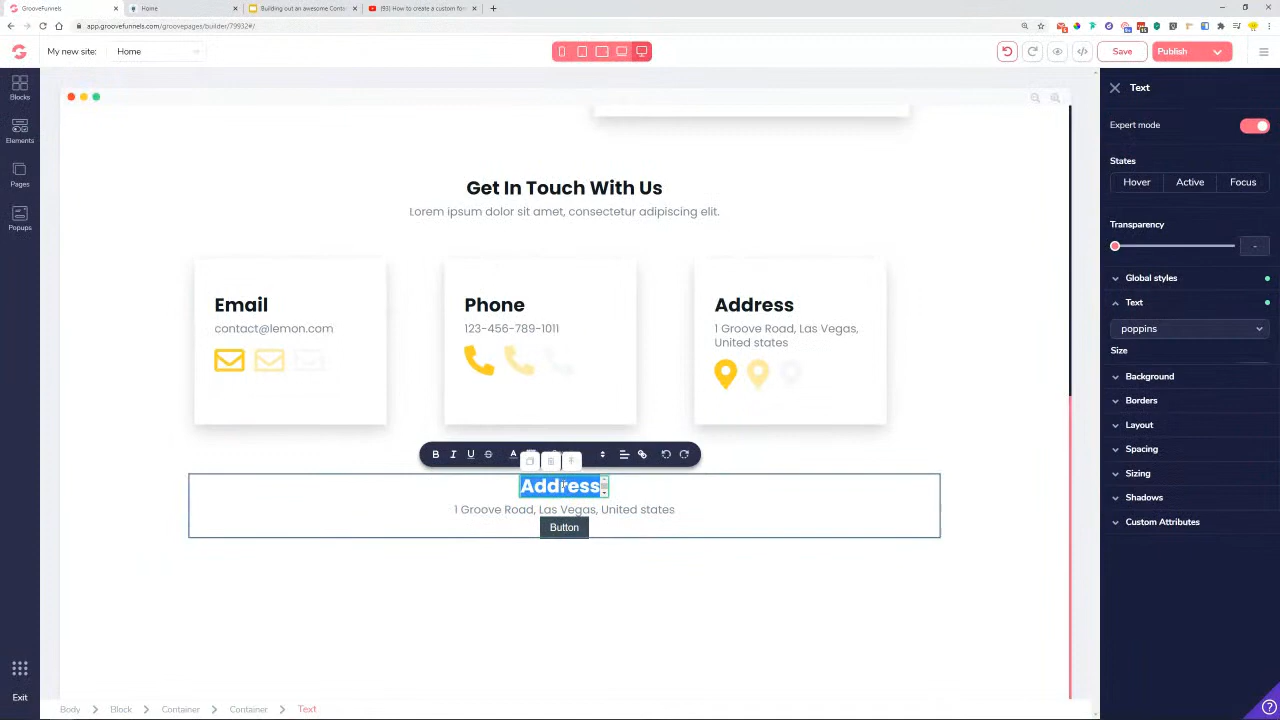 GrooveFunnels
Home
Building out an awesome Conta
(93) How to create a custom fo
app.groovefunnels.com/groovepages/builder/79932#/
My new site:
Home
Save
Publish
Blocks
Elements
Pages
Popups
Exit
Get In Touch With Us
Lorem ipsum dolor sit amet, consectetur adipiscing elit.
Email
contact@lemon.com
Phone
123-456-789-1011
Address
1 Groove Road, Las Vegas,
United states
B I U S A
Address
1 Groove Road, Las Vegas, United states
Button
Text
Expert mode
States
Hover Active Focus
Transparency
-
Global styles
Text
poppins
Size
Background
Borders
Layout
Spacing
Sizing
Shadows
Custom Attributes
Body Block Container Container Text